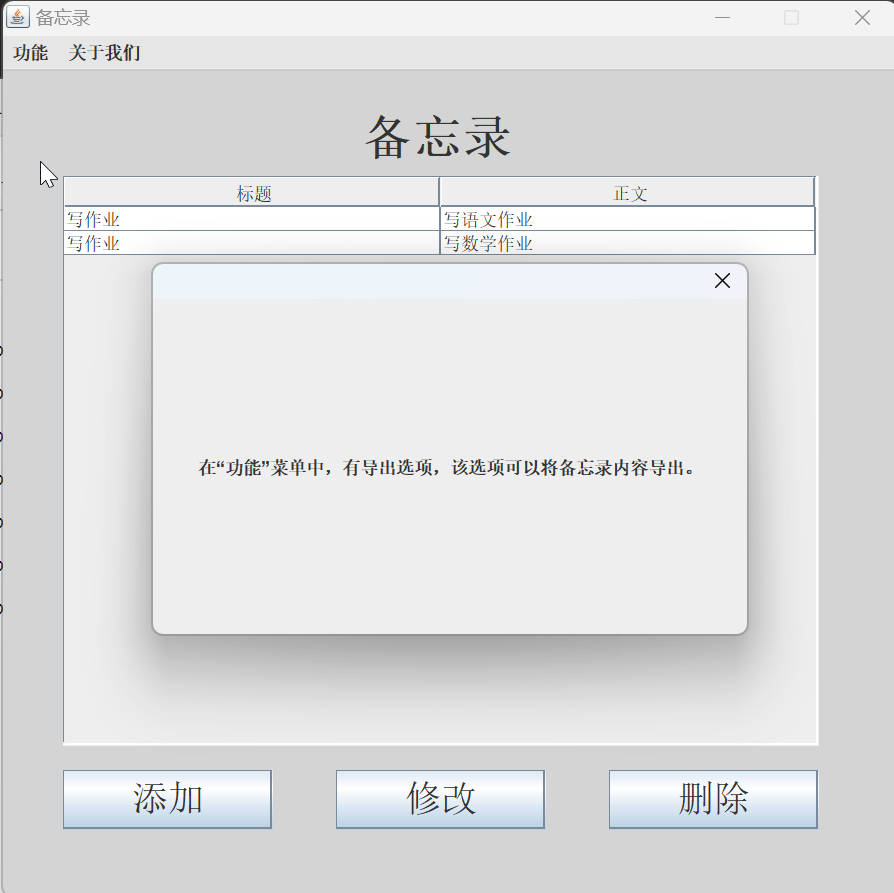 备忘录
功能 关于我们
备忘录
标题 正文
写作业 写语文作业
写作业 写数学作业
在“功能”菜单中，有导出选项，该选项可以将备忘录内容导出。
添加 修改 删除